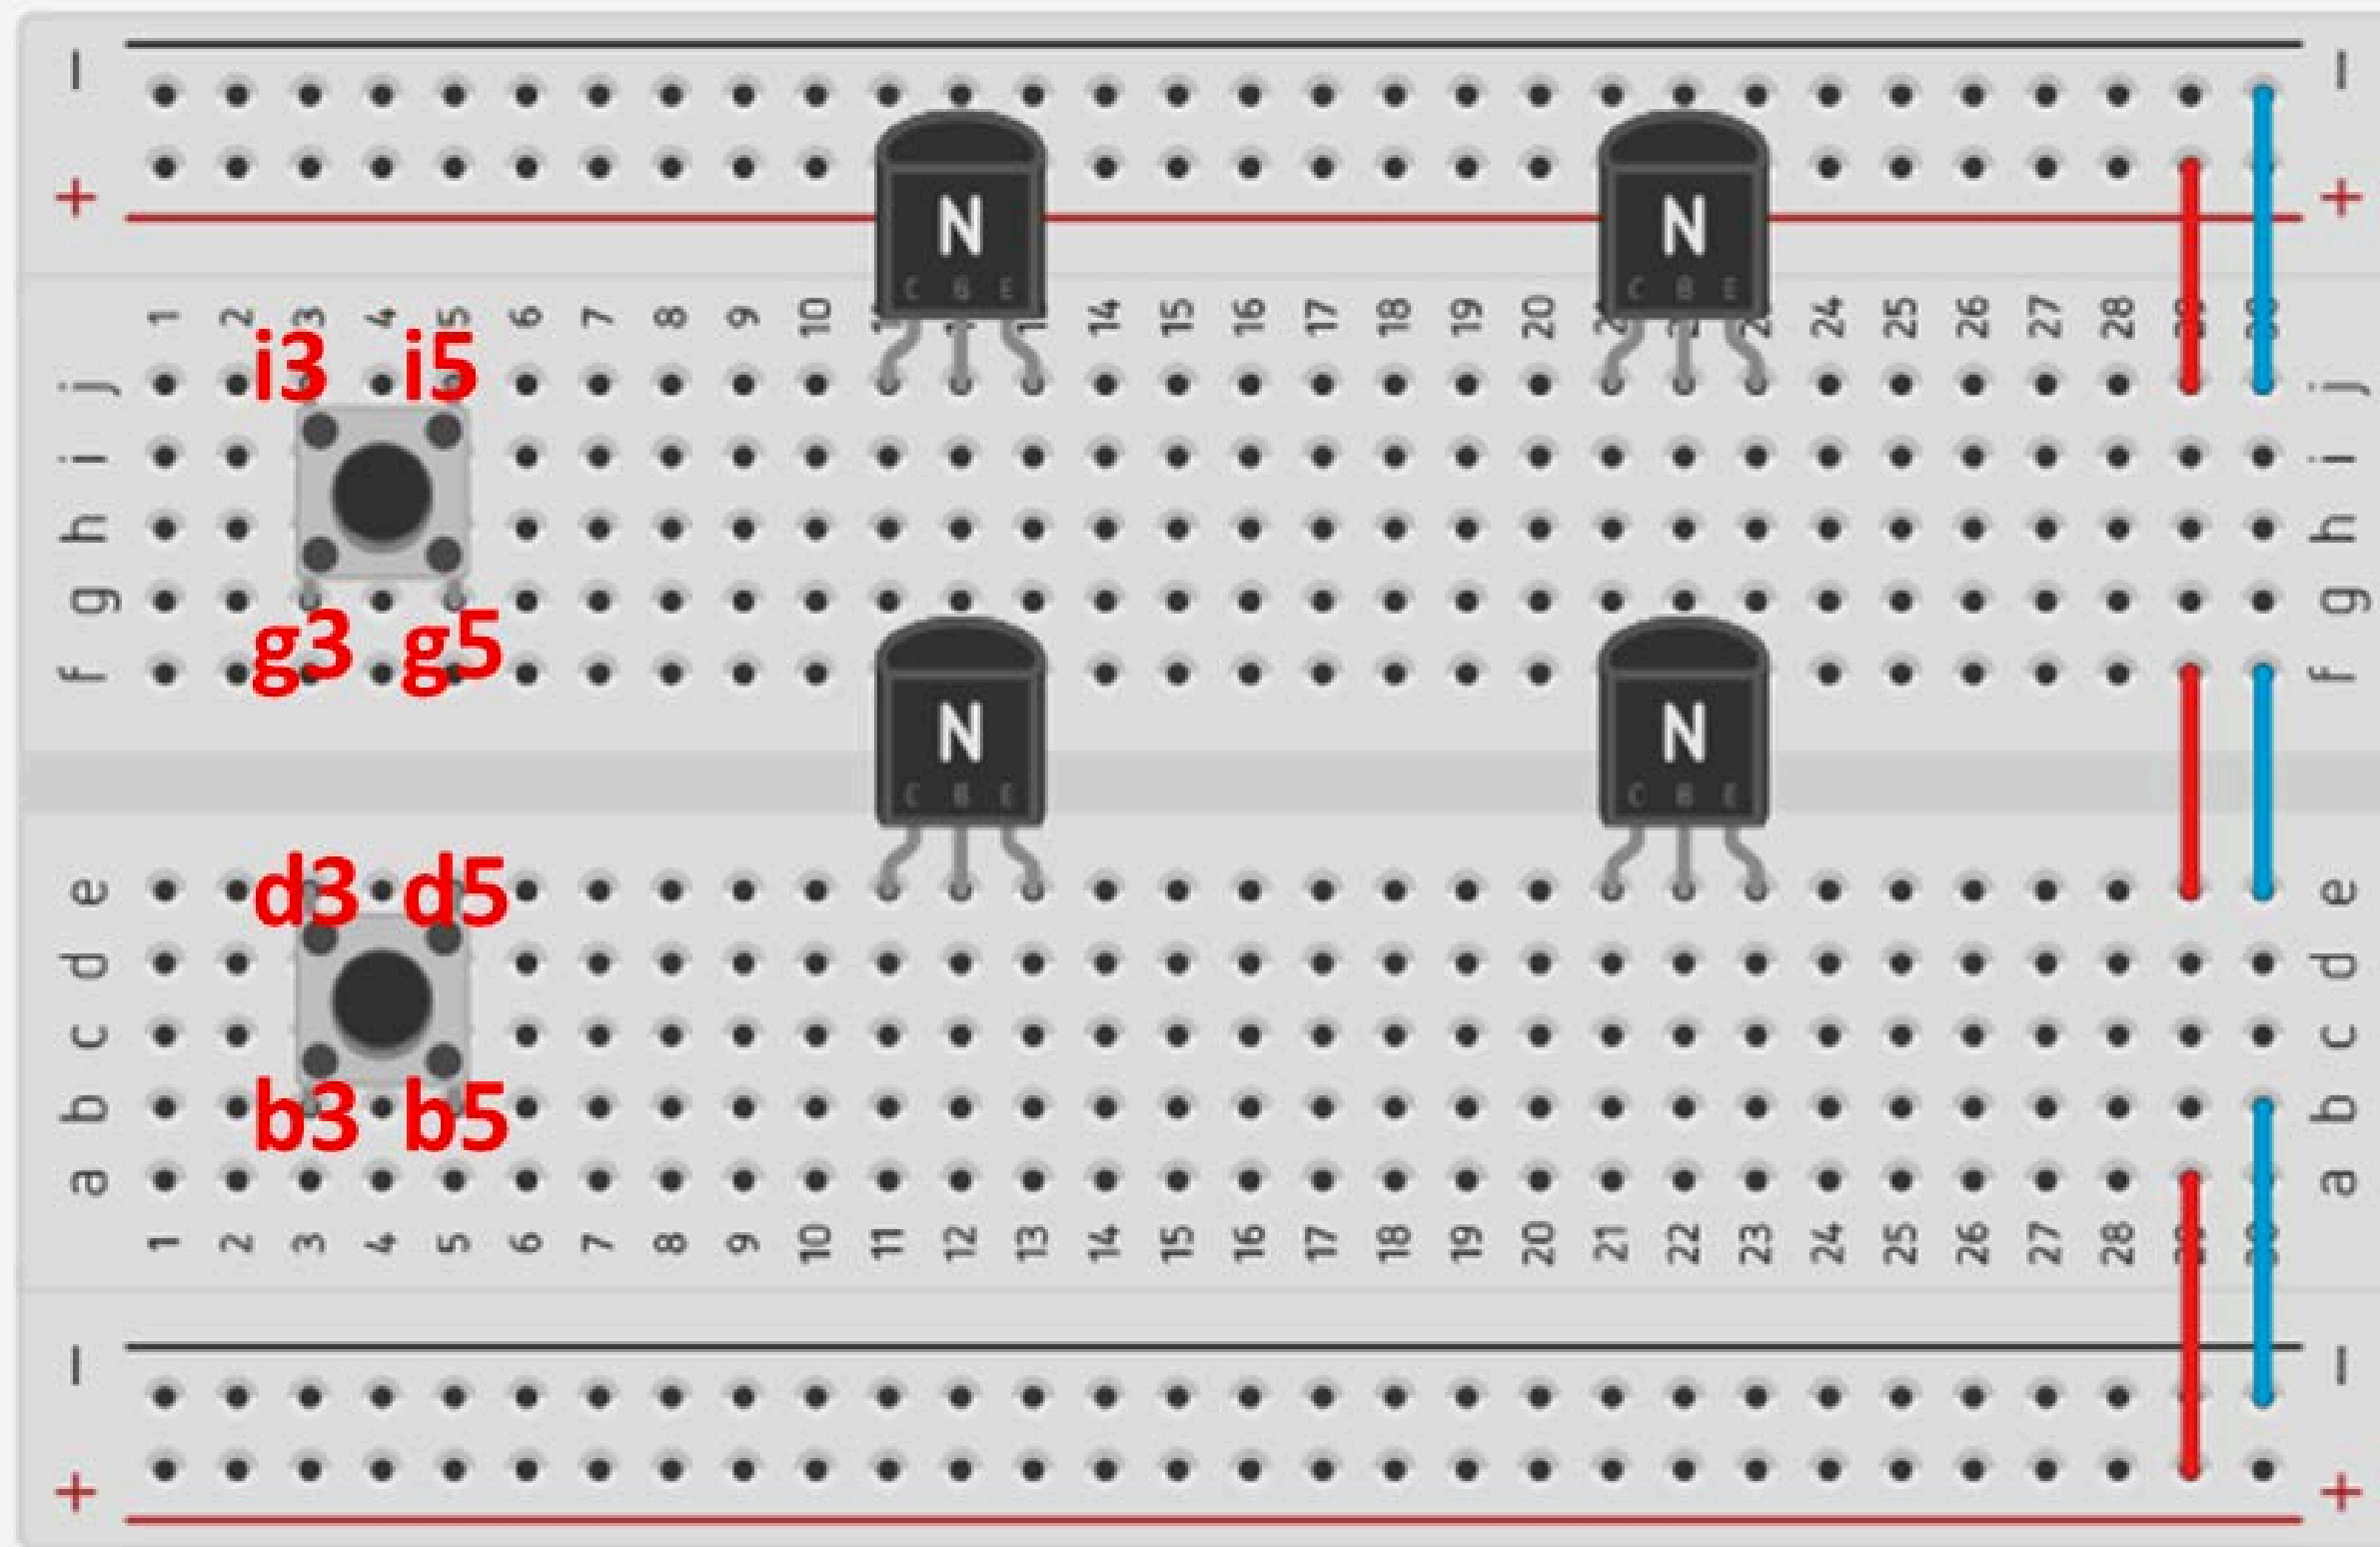 − −
+ N N +
C B E C B E
1 2 3 4 5 6 7 8 9 10 14 15 16 17 18 19 20 24 25 26 27 28
i3 i5
j j
i i
h h
g g
g3 g5
f f
N N
C B E C B E
d3 d5
e e
d d
c c
b3 b5
b b
a a
1 2 3 4 5 6 7 8 9 10 11 12 13 14 15 16 17 18 19 20 21 22 23 24 25 26 27 28
− −
+ +